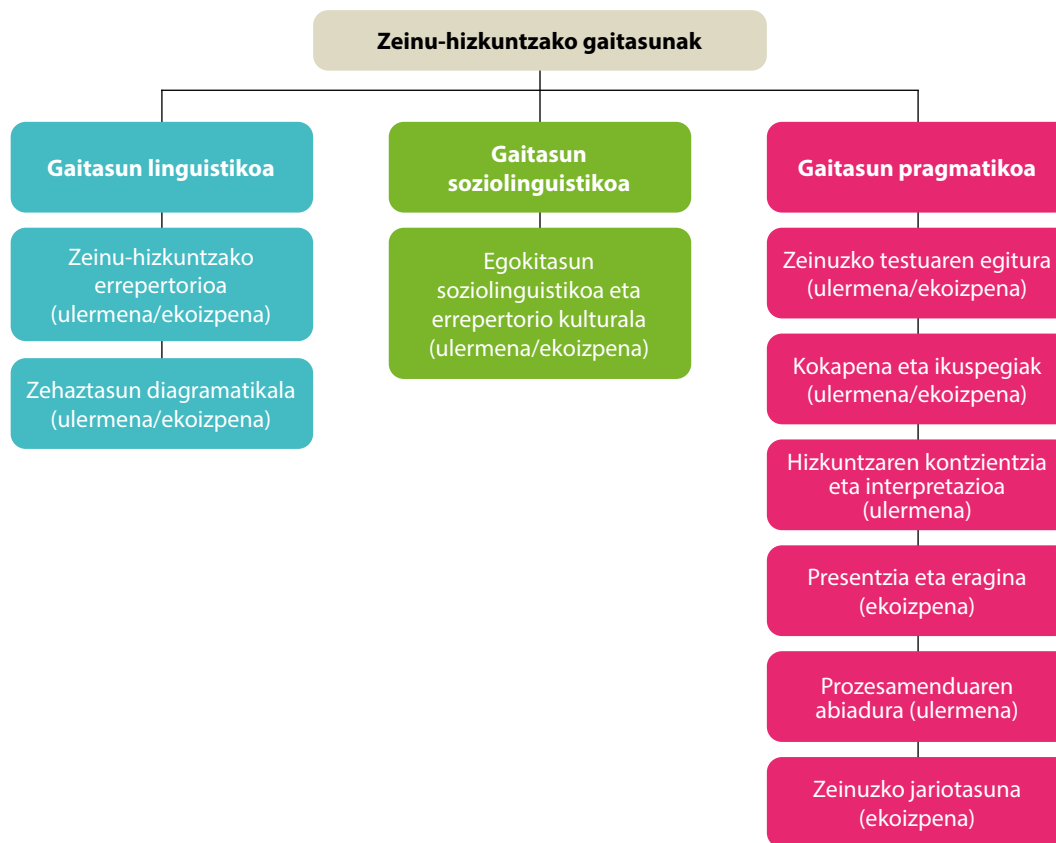 Zeinu-hizkuntzako gaitasunak
Gaitasun linguistikoa
Zeinu-hizkuntzako
errepertorioa
(ulermena/ekoizpena)
Zehaztasun diagramatikala
(ulermena/ekoizpena)
Gaitasun
soziolinguistikoa
Egokitasun
soziolinguistikoa eta
errepertorio kulturala
(ulermena/ekoizpena)
Gaitasun pragmatikoa
Zeinuzko testuaren egitura
(ulermena/ekoizpena)
Kokapena eta ikuspegiak
(ulermena/ekoizpena)
Hizkuntzaren kontzientzia
eta interpretazioa
(ulermena)
Presentzia eta eragina
(ekoizpena)
Prozesamenduaren
abiadura (ulermena)
Zeinuzko jariotasuna
(ekoizpena)